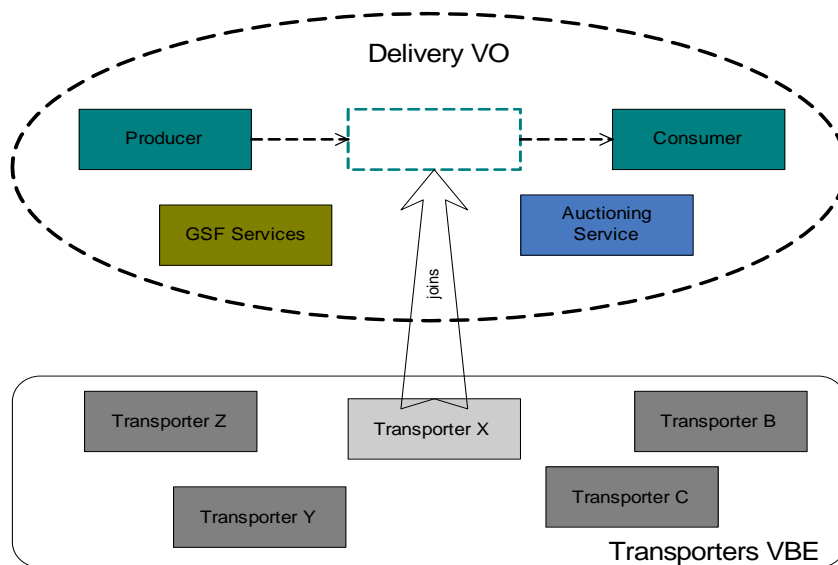 Delivery VO
Producer
Consumer
GSF Services
Auctioning
Service
joins
Transporter Z
Transporter X
Transporter B
Transporter Y
Transporter C
Transporters VBE